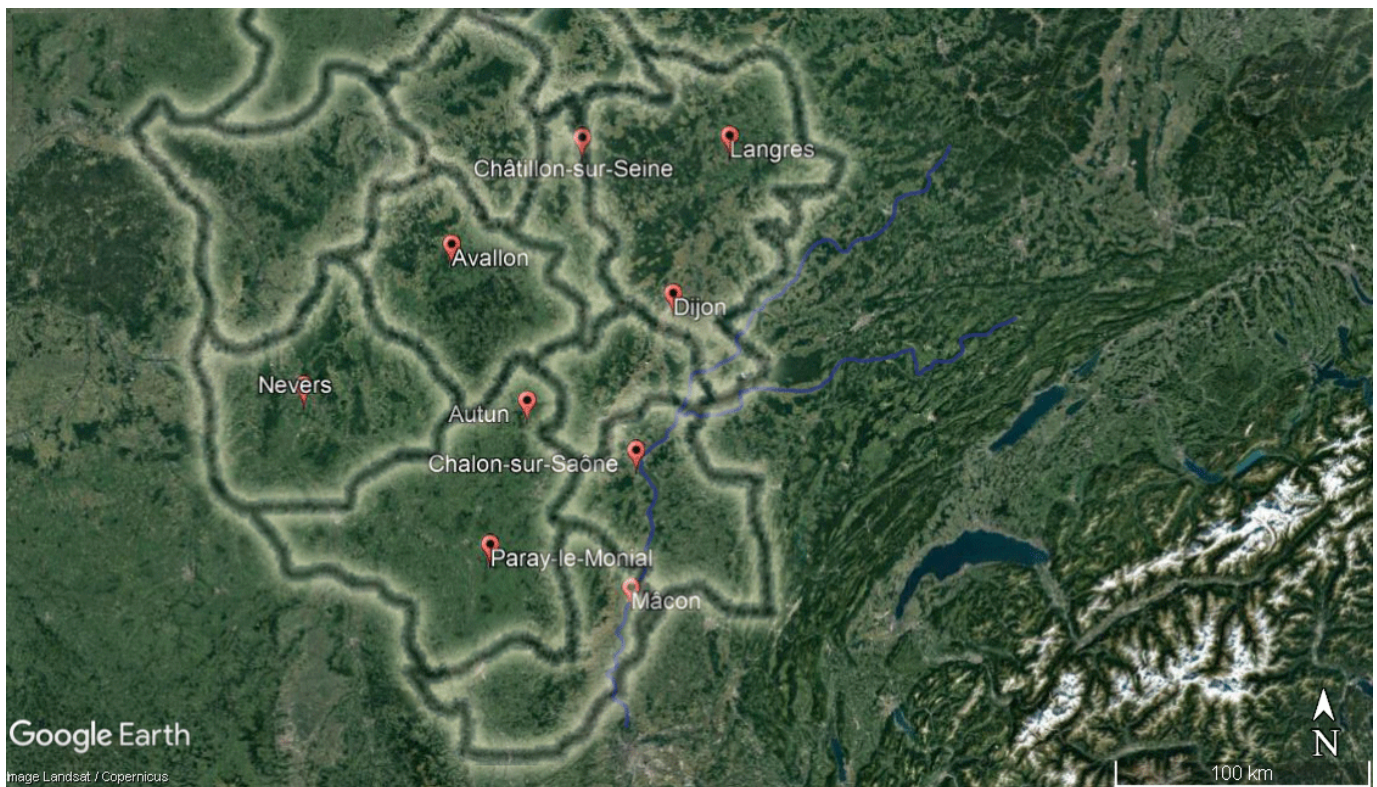 Langres
Châtillon-sur-Seine
Avallon
Dijon
Nevers
Autun
Chalon-sur-Saône
Paray-le-Monial
Mâcon
Google Earth
N
100 km
Image Landsat / Copernicus